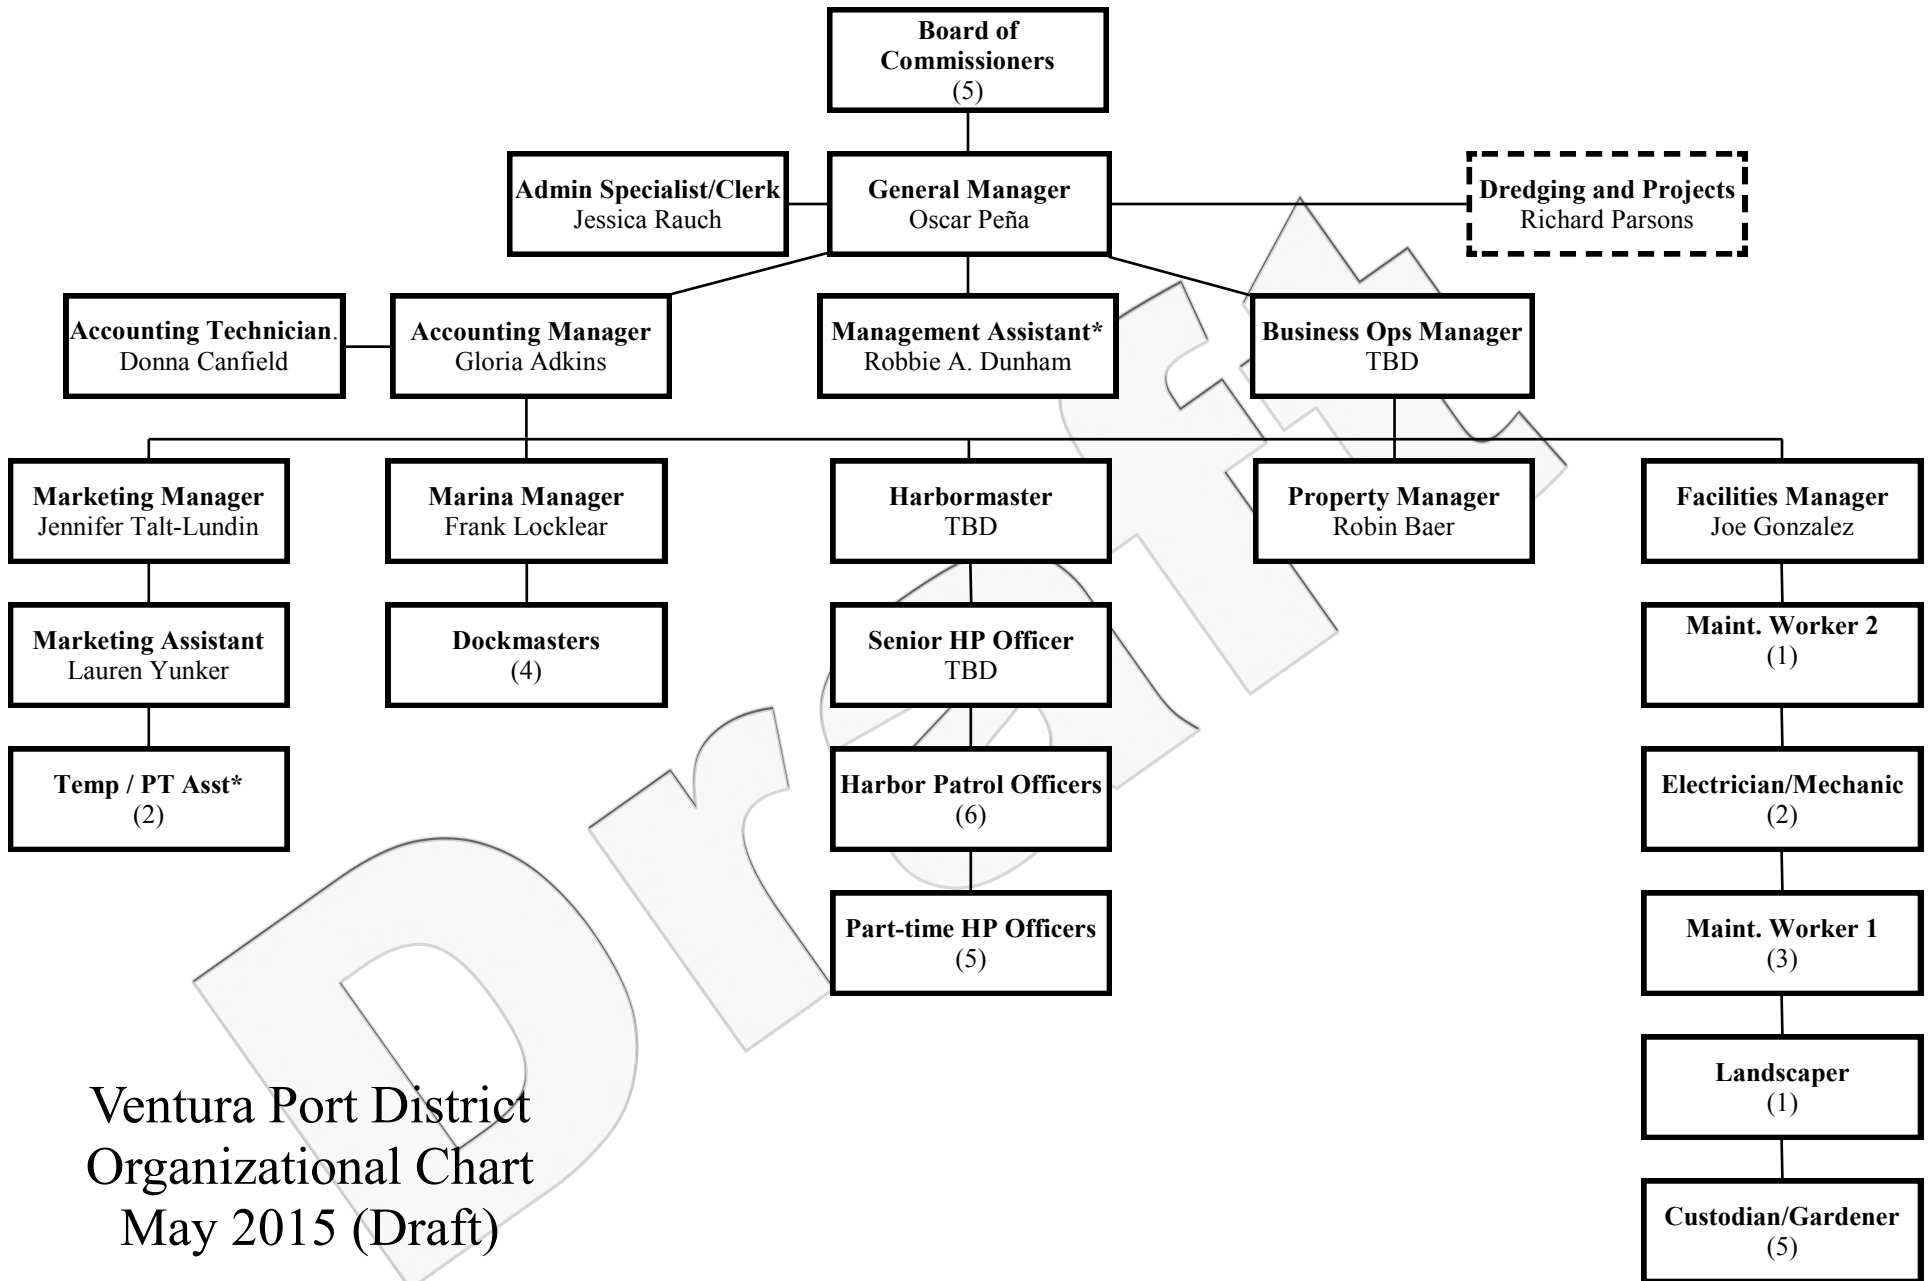 Board of
Commissioners
(5)
Admin Specialist/Clerk
Jessica Rauch
General Manager
Oscar Peña
Dredging and Projects
Richard Parsons
Accounting Technician.
Donna Canfield
Accounting Manager
Gloria Adkins
Management Assistant*
Robbie A. Dunham
Business Ops Manager
TBD
Marketing Manager
Jennifer Talt-Lundin
Marina Manager
Frank Locklear
Harbormaster
TBD
Property Manager
Robin Baer
Facilities Manager
Joe Gonzalez
Marketing Assistant
Lauren Yunker
Dockmasters
(4)
Senior HP Officer
TBD
Maint. Worker 2
(1)
Temp / PT Asst*
(2)
Harbor Patrol Officers
(6)
Electrician/Mechanic
(2)
Part-time HP Officers
(5)
Maint. Worker 1
(3)
Landscaper
(1)
Custodian/Gardener
(5)
Ventura Port District
Organizational Chart
May 2015 (Draft)
Draft